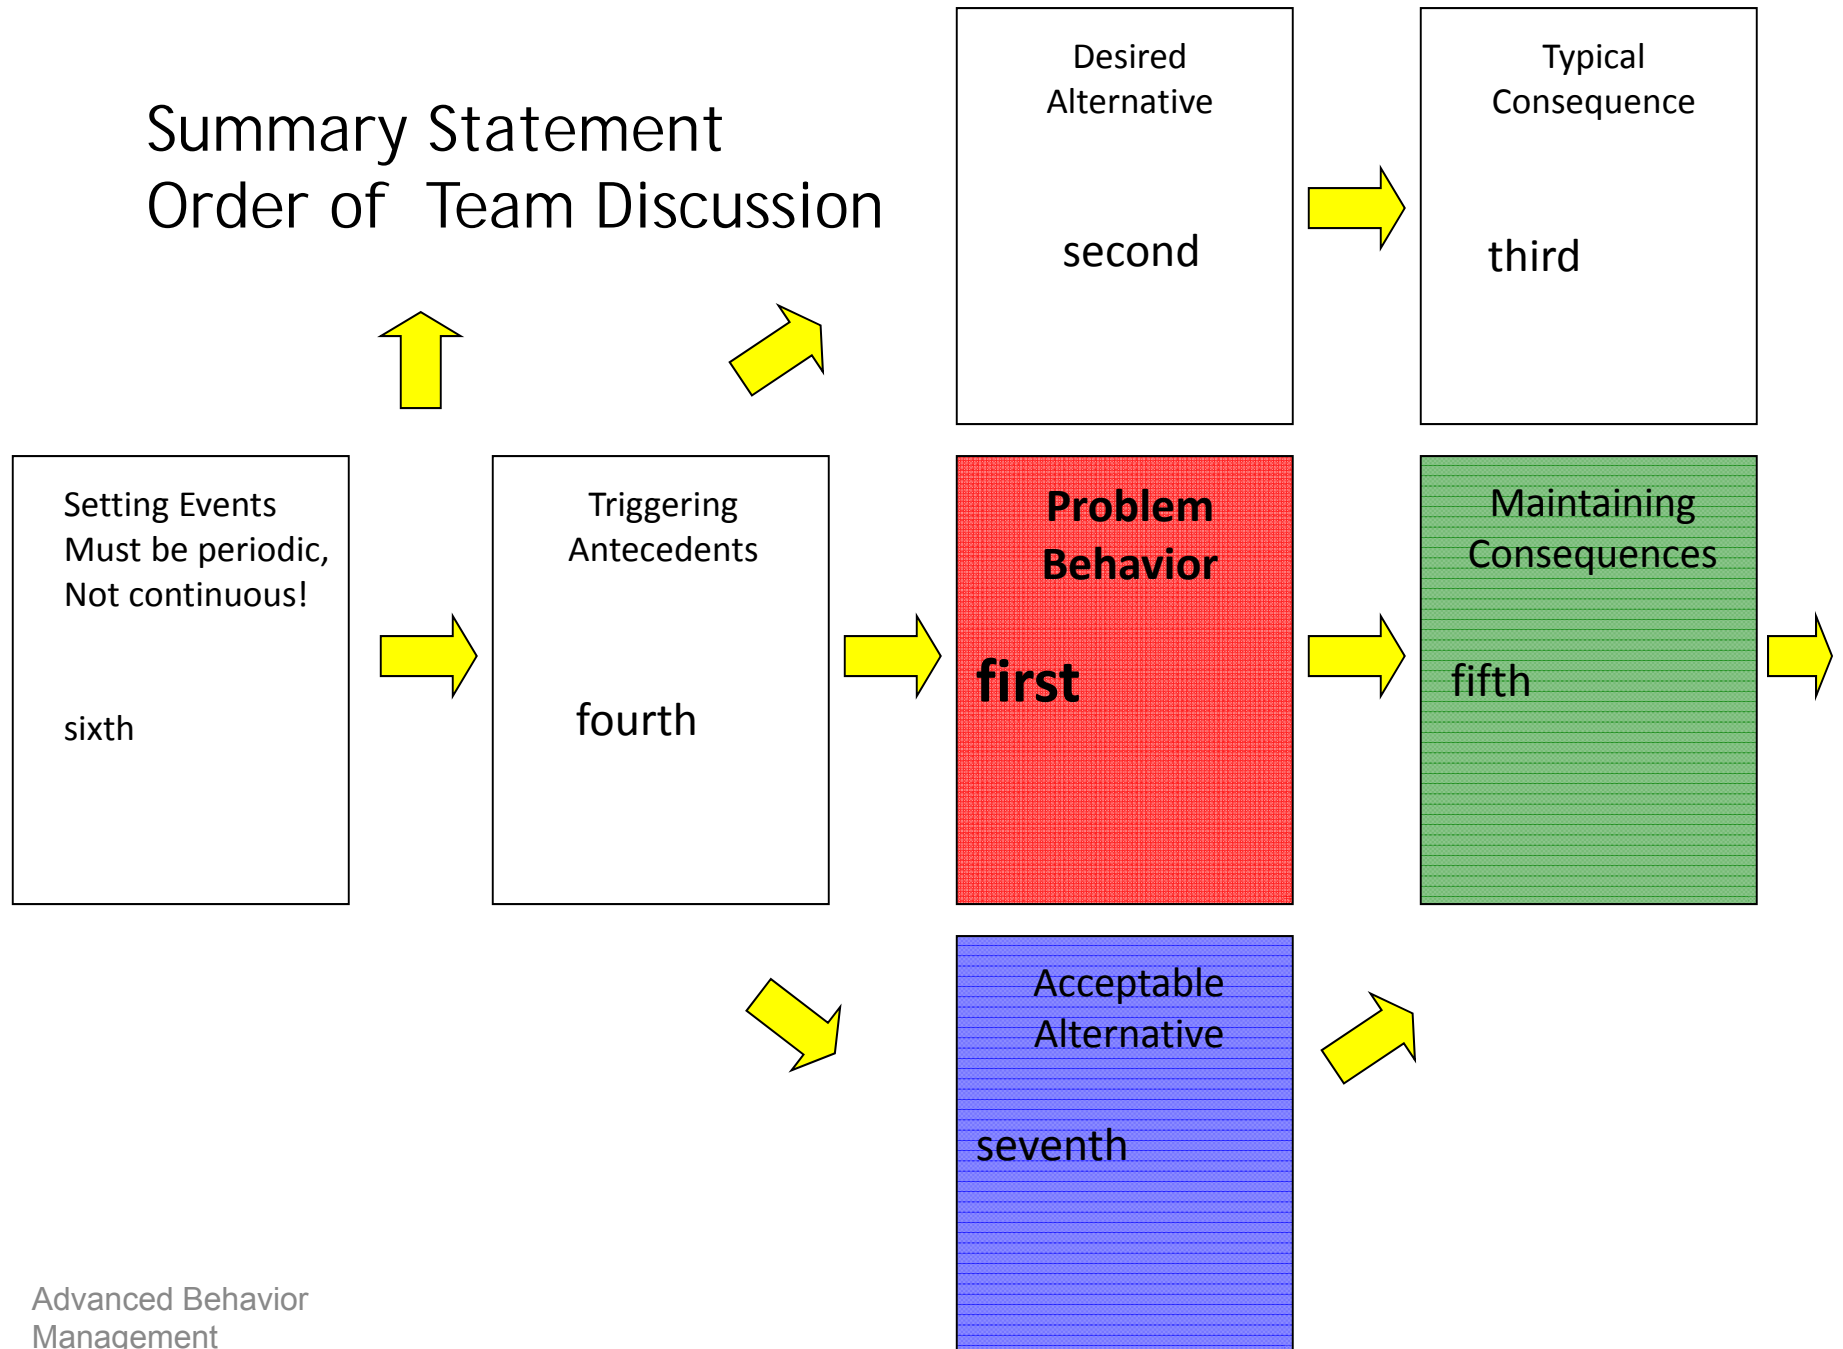 Summary Statement
Order of Team Discussion
Desired
Alternative
second
Typical
Consequence
third
Setting Events
Must be periodic,
Not continuous!
sixth
Triggering
Antecedents
fourth
Problem
Behavior
first
Maintaining
Consequences
fifth
Acceptable
Alternative
seventh
Advanced Behavior
Management